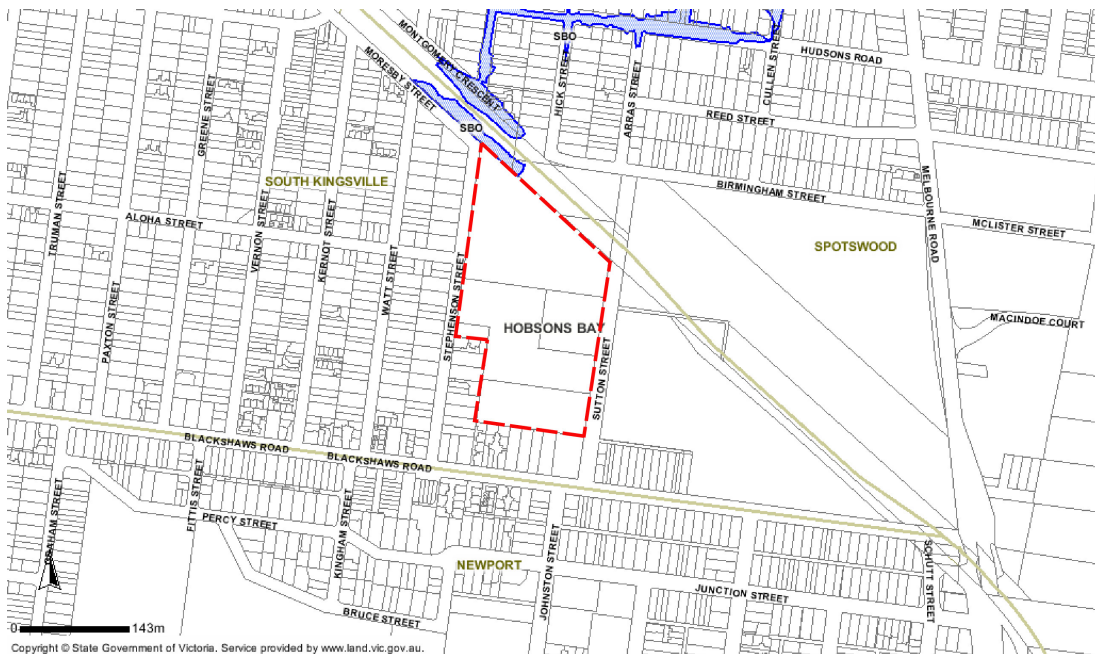 MONTGOMERY CRESCENT
MORESBY STREET
SBO
HICK STREET
ARRAS STREET
CULLEN STREET
HUDSONS ROAD
REED STREET
GREENE STREET
SBO
SOUTH KINGSVILLE
BIRMINGHAM STREET
MELBOURNE ROAD
MCLISTER STREET
TRUMAN STREET
ALOHA STREET
VERNON STREET
KERNOT STREET
WATT STREET
STEPHENSON STREET
SPOTSWOOD
PAXTON STREET
HOBSONS BAY
MACINDOE COURT
SUTTON STREET
BLACKSHAWS ROAD
BLACKSHAWS ROAD
GRAHAM STREET
FITTIS STREET
PERCY STREET
KINGHAM STREET
NEWPORT
JOHNSTON STREET
SCHUTT STREET
JUNCTION STREET
BRUCE STREET
0 143m
Copyright © State Government of Victoria. Service provided by www.land.vic.gov.au.